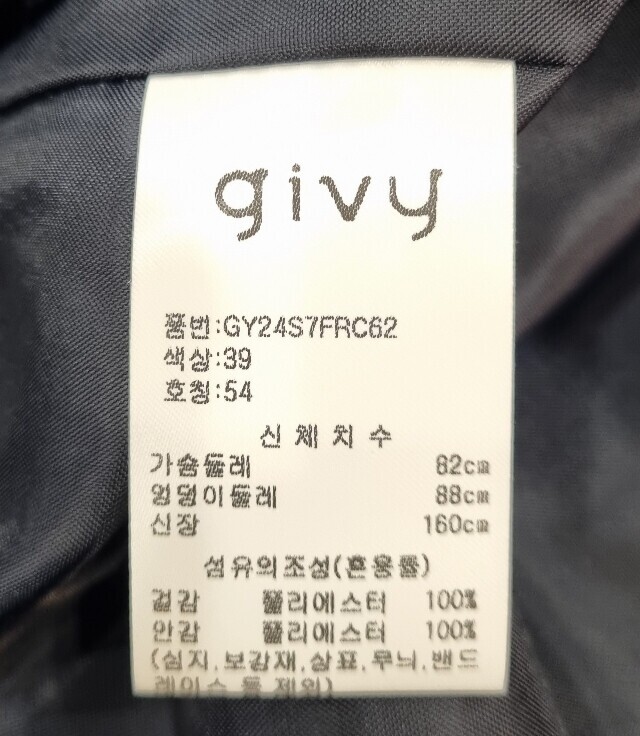 givy
품번:GY24S7FRC62
색상:39
호칭:54
신체치수
가슴둘레 82cm
엉덩이둘레 88cm
신장 160cm
섬유의조성(혼용률)
겉감 폴리에스터 100%
안감 폴리에스터 100%
(심지,보강재,상표,무늬,밴드
레이스 등 제외)